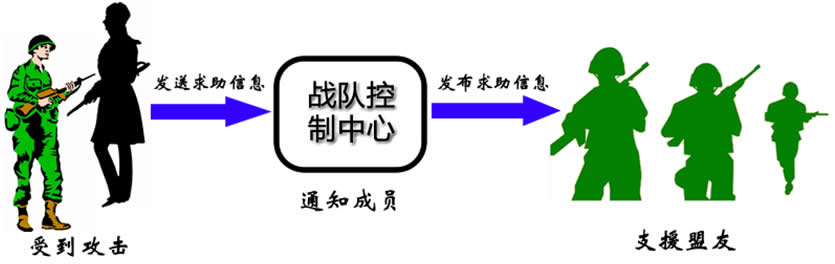 发送求助信息
发布求助信息
战队控
制中心
通知成员
受到攻击
支援盟友